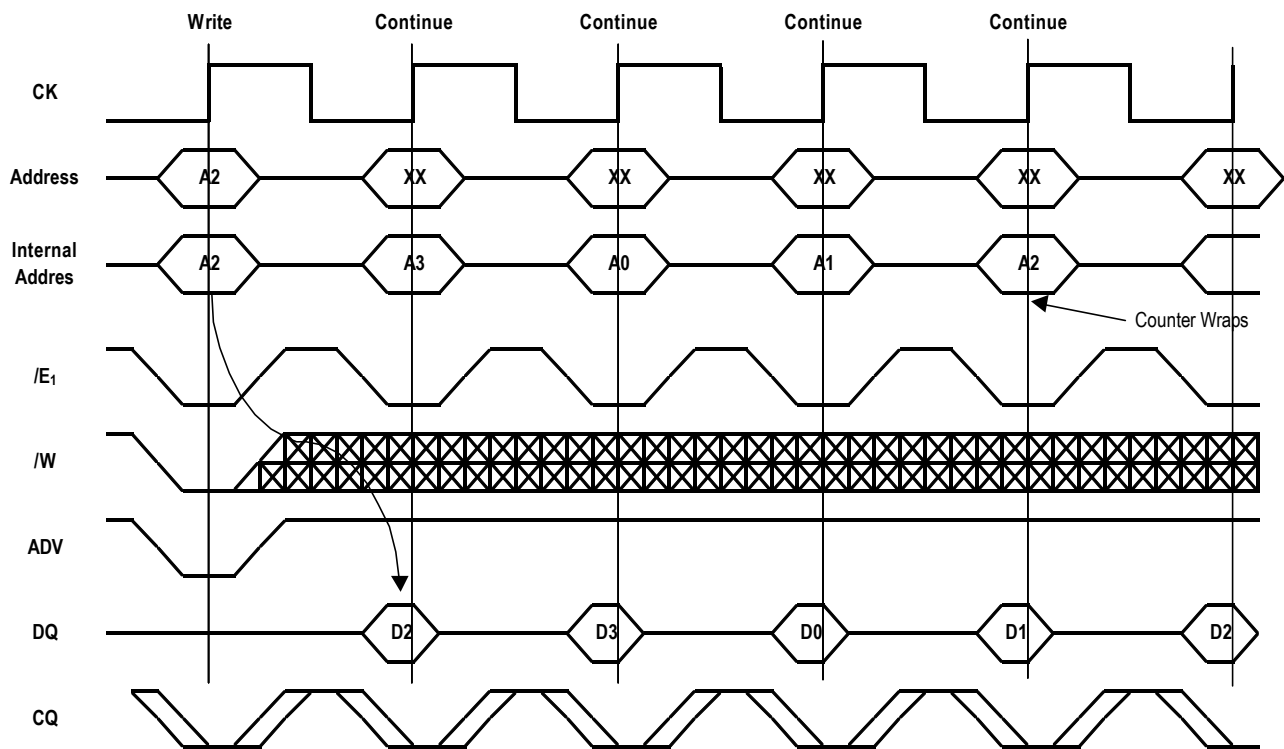 Write Continue Continue Continue Continue
CK
Address A2 XX XX XX XX XX
Internal
Addres A2 A3 A0 A1 A2
Counter Wraps
/E1
/W
ADV
DQ D2 D3 D0 D1 D2
CQ